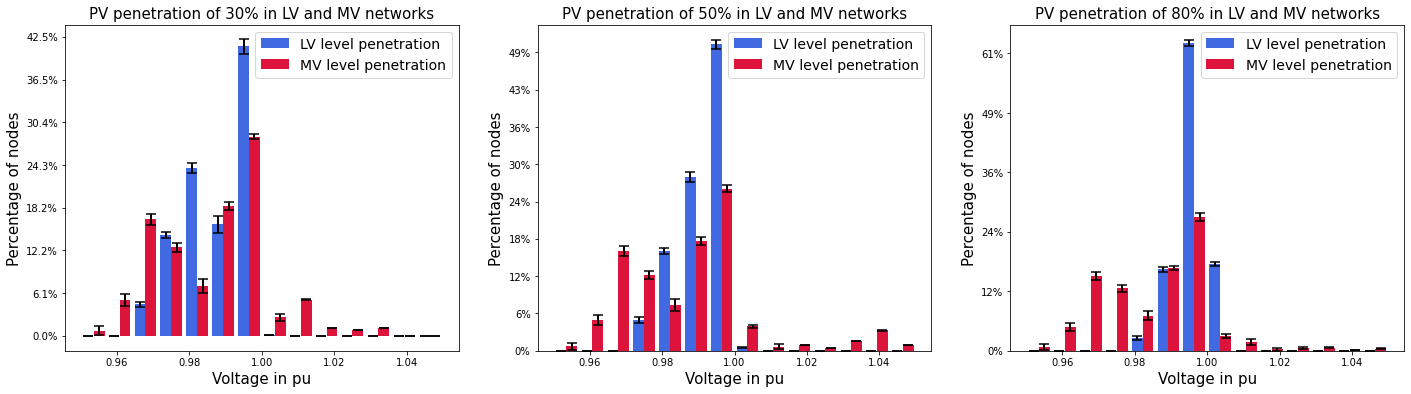 PV penetration of 30% in LV and MV networks
Percentage of nodes
42.5%
36.5%
30.4%
24.3%
18.2%
12.2%
6.1%
0.0%
LV level penetration
MV level penetration
0.96 0.98 1.00 1.02 1.04
Voltage in pu
PV penetration of 50% in LV and MV networks
Percentage of nodes
49%
43%
36%
30%
24%
18%
12%
6%
0%
LV level penetration
MV level penetration
0.96 0.98 1.00 1.02 1.04
Voltage in pu
PV penetration of 80% in LV and MV networks
Percentage of nodes
61%
49%
36%
24%
12%
0%
LV level penetration
MV level penetration
0.96 0.98 1.00 1.02 1.04
Voltage in pu